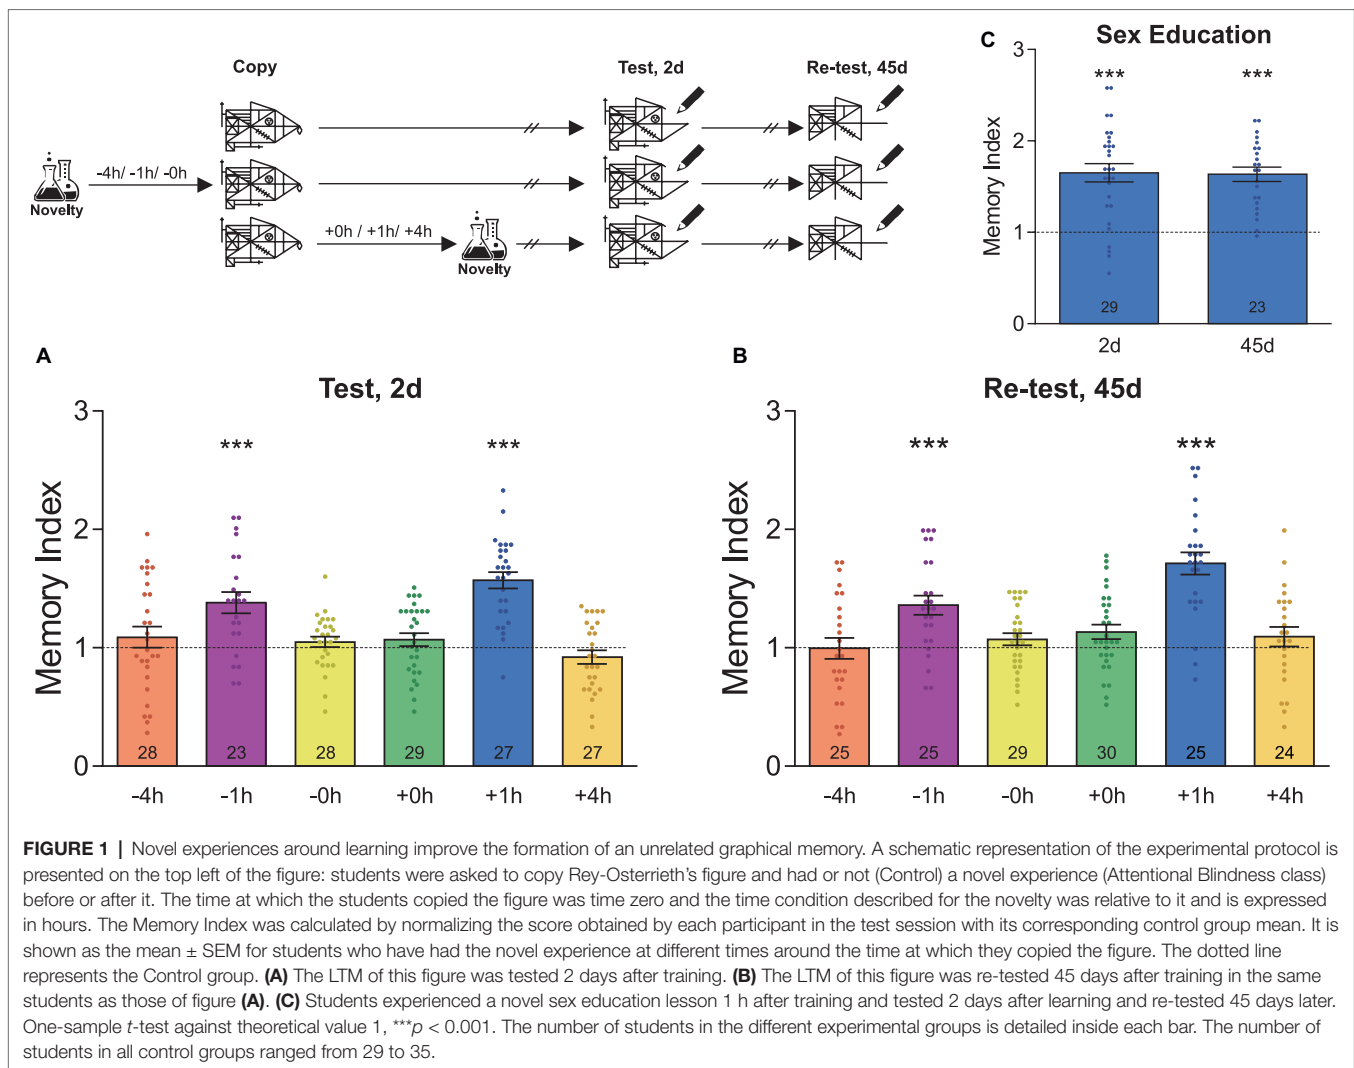 Copy
Test, 2d
Re-test, 45d
-4h/ -1h/ -0h
Novelty
+0h / +1h/ +4h
Novelty
C
Sex Education
Memory Index
3
2
1
0
***
***
29
23
2d
45d
A
Test, 2d
Memory Index
3
2
1
0
***
***
28
23
28
29
27
27
-4h
-1h
-0h
+0h
+1h
+4h
B
Re-test, 45d
Memory Index
3
2
1
0
***
***
25
25
29
30
25
24
-4h
-1h
-0h
+0h
+1h
+4h
FIGURE 1 | Novel experiences around learning improve the formation of an unrelated graphical memory. A schematic representation of the experimental protocol is
presented on the top left of the figure: students were asked to copy Rey-Osterrieth’s figure and had or not (Control) a novel experience (Attentional Blindness class)
before or after it. The time at which the students copied the figure was time zero and the time condition described for the novelty was relative to it and is expressed
in hours. The Memory Index was calculated by normalizing the score obtained by each participant in the test session with its corresponding control group mean. It is
shown as the mean ± SEM for students who have had the novel experience at different times around the time at which they copied the figure. The dotted line
represents the Control group. (A) The LTM of this figure was tested 2 days after training. (B) The LTM of this figure was re-tested 45 days after training in the same
students as those of figure (A). (C) Students experienced a novel sex education lesson 1 h after training and tested 2 days after learning and re-tested 45 days later.
One-sample t-test against theoretical value 1, ***p < 0.001. The number of students in the different experimental groups is detailed inside each bar. The number of
students in all control groups ranged from 29 to 35.